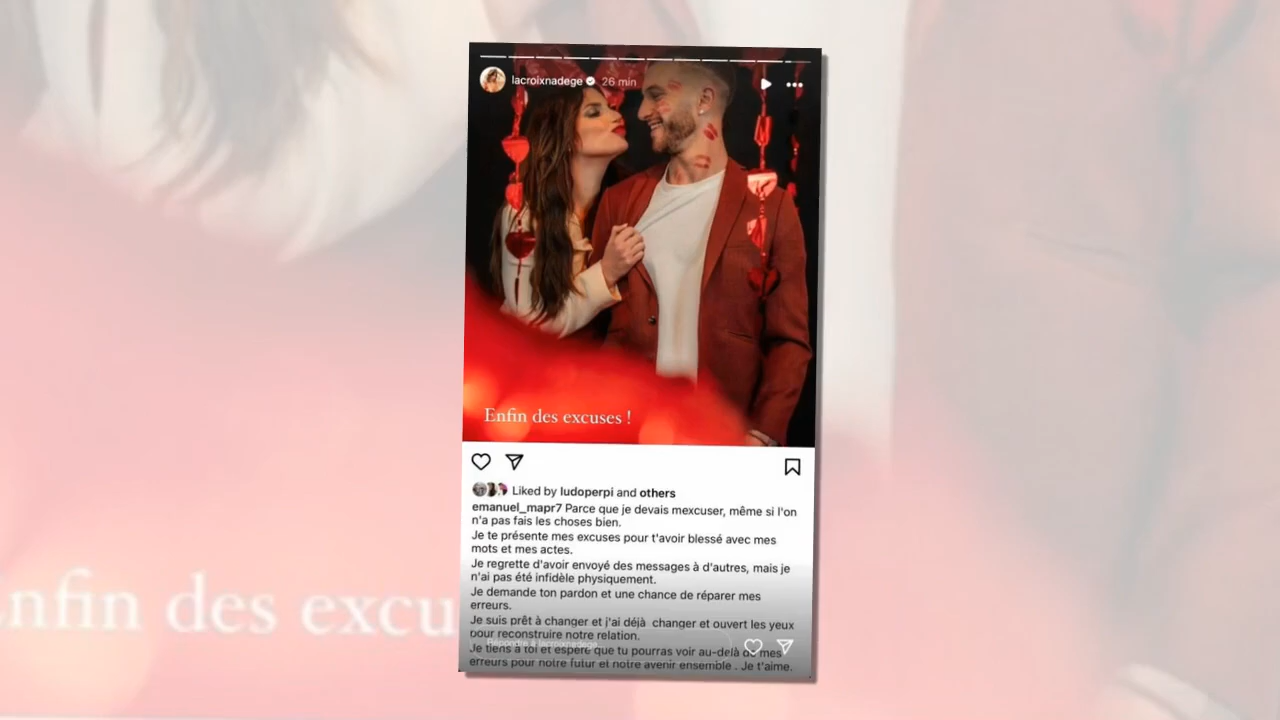 lacroixnadege 26 min
Enfin des excuses !
Liked by ludoperpi and others
emanuel_mapr7 Parce que je devais mexcuser, même si l'on
n'a pas fais les choses bien.
Je te présente mes excuses pour t'avoir blessé avec mes
mots et mes actes.
Je regrette d'avoir envoyé des messages à d'autres, mais je
n'ai pas été infidèle physiquement.
Je demande ton pardon et une chance de réparer mes
erreurs.
Je suis prêt à changer et j'ai déjà changer et ouvert les yeux
pour reconstruire notre relation.
Répondre à lacroixnadege...
Je tiens à toi et espère que tu pourras voir au-delà de mes
erreurs pour notre futur et notre avenir ensemble . Je t'aime.
Enfin des excu